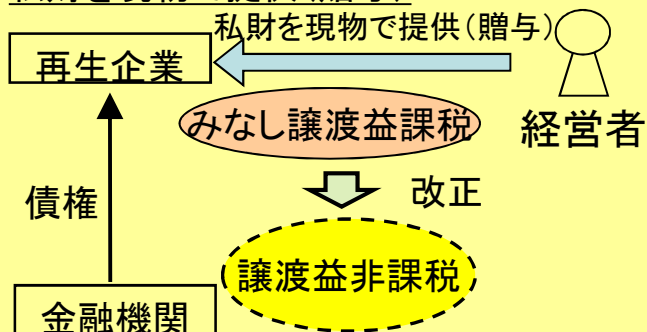 私財を現物で提供(贈与)
再生企業
みなし譲渡益課税
経営者
債権
改正
譲渡益非課税
金融機関